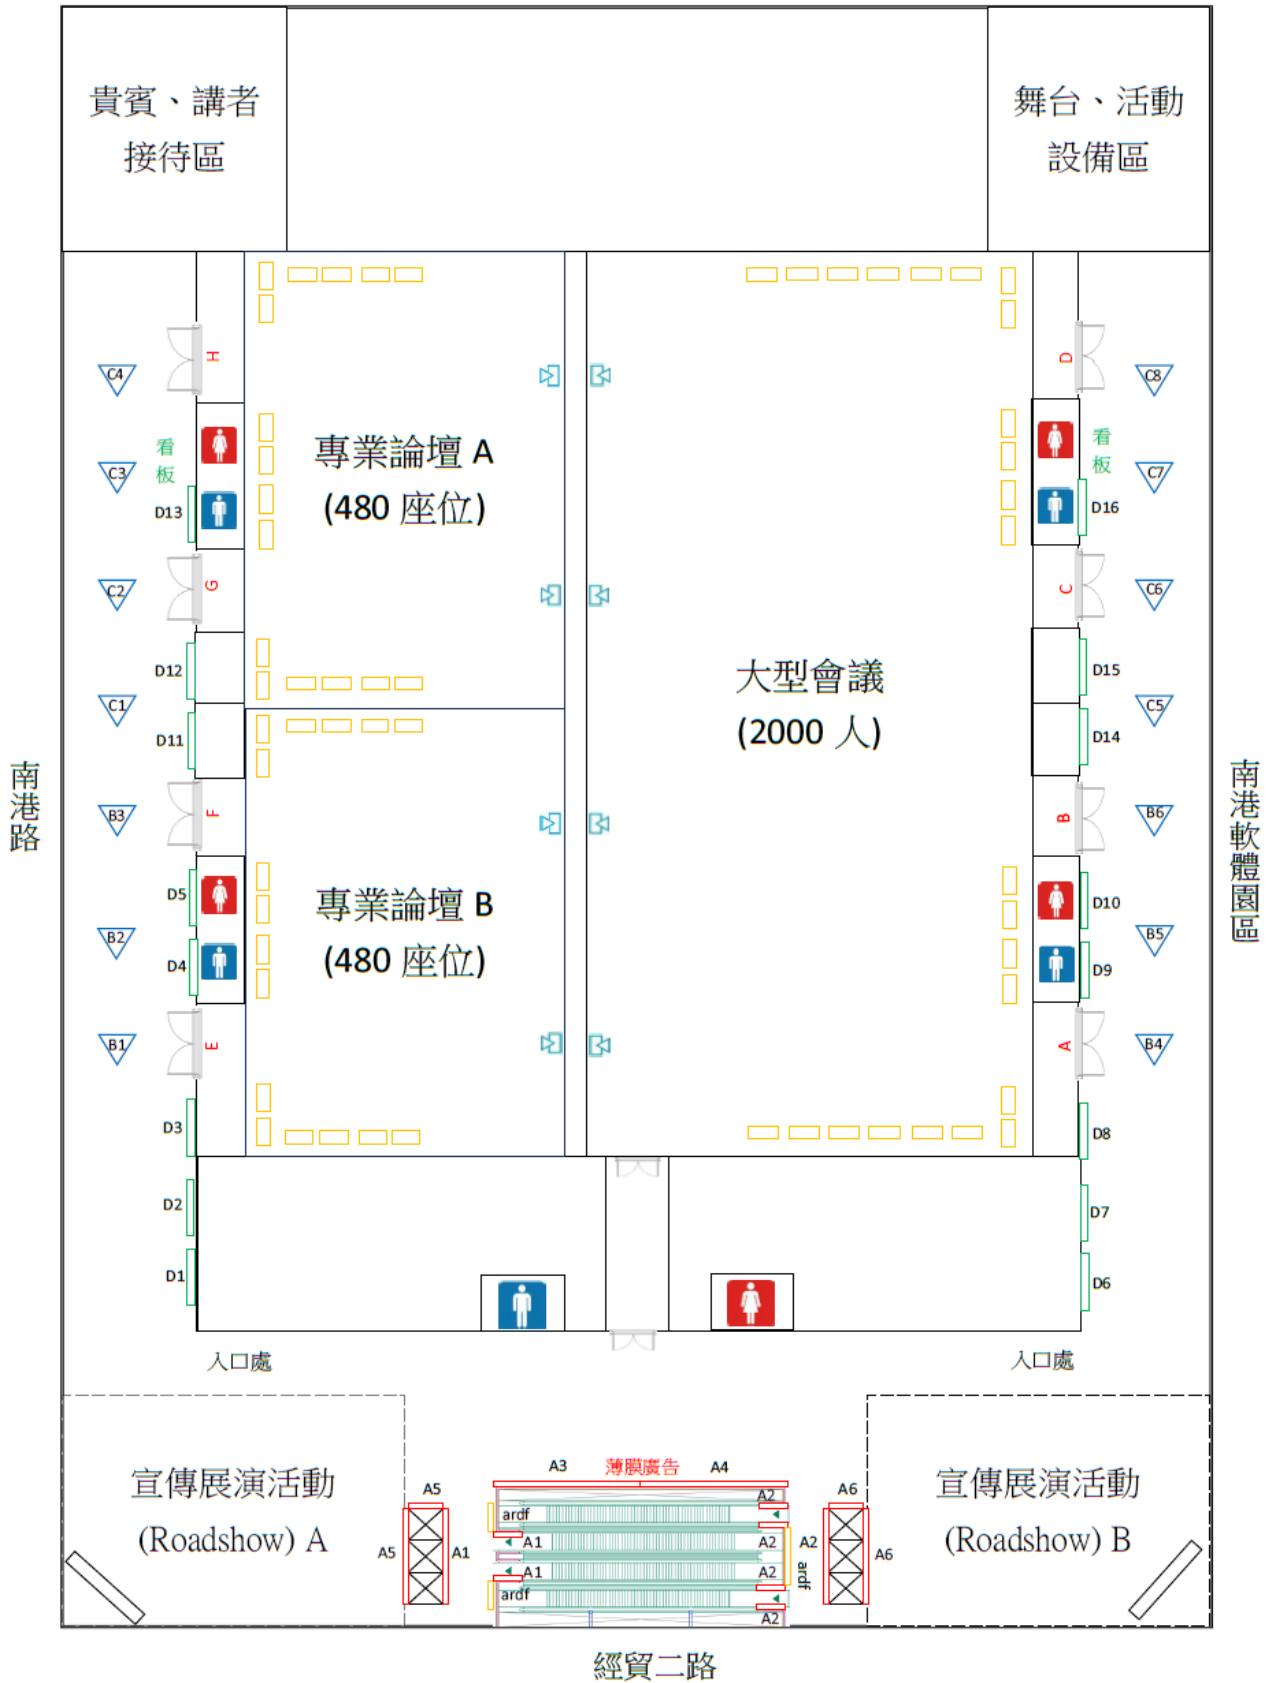 貴賓、講者
接待區
舞台、活動
設備區
H
D
C4
C8
看板
看板
專業論壇 A
(480 座位)
C3
C7
D13
D16
C2
G
C
C6
D12
D15
大型會議
(2000 人)
C1
C5
D11
D14
南港路
南港軟體園區
B3
F
B
B6
D5
D10
專業論壇 B
(480 座位)
B2
B5
D4
D9
B1
E
A
B4
D3
D8
D2
D7
D1
D6
入口處
入口處
宣傳展演活動
(Roadshow) A
A3
薄膜廣告
A4
宣傳展演活動
(Roadshow) B
A5
A6
A2
ardf
A1
A2
A2
A5
A1
A6
A1
A2
ardf
ardf
A2
經貿二路